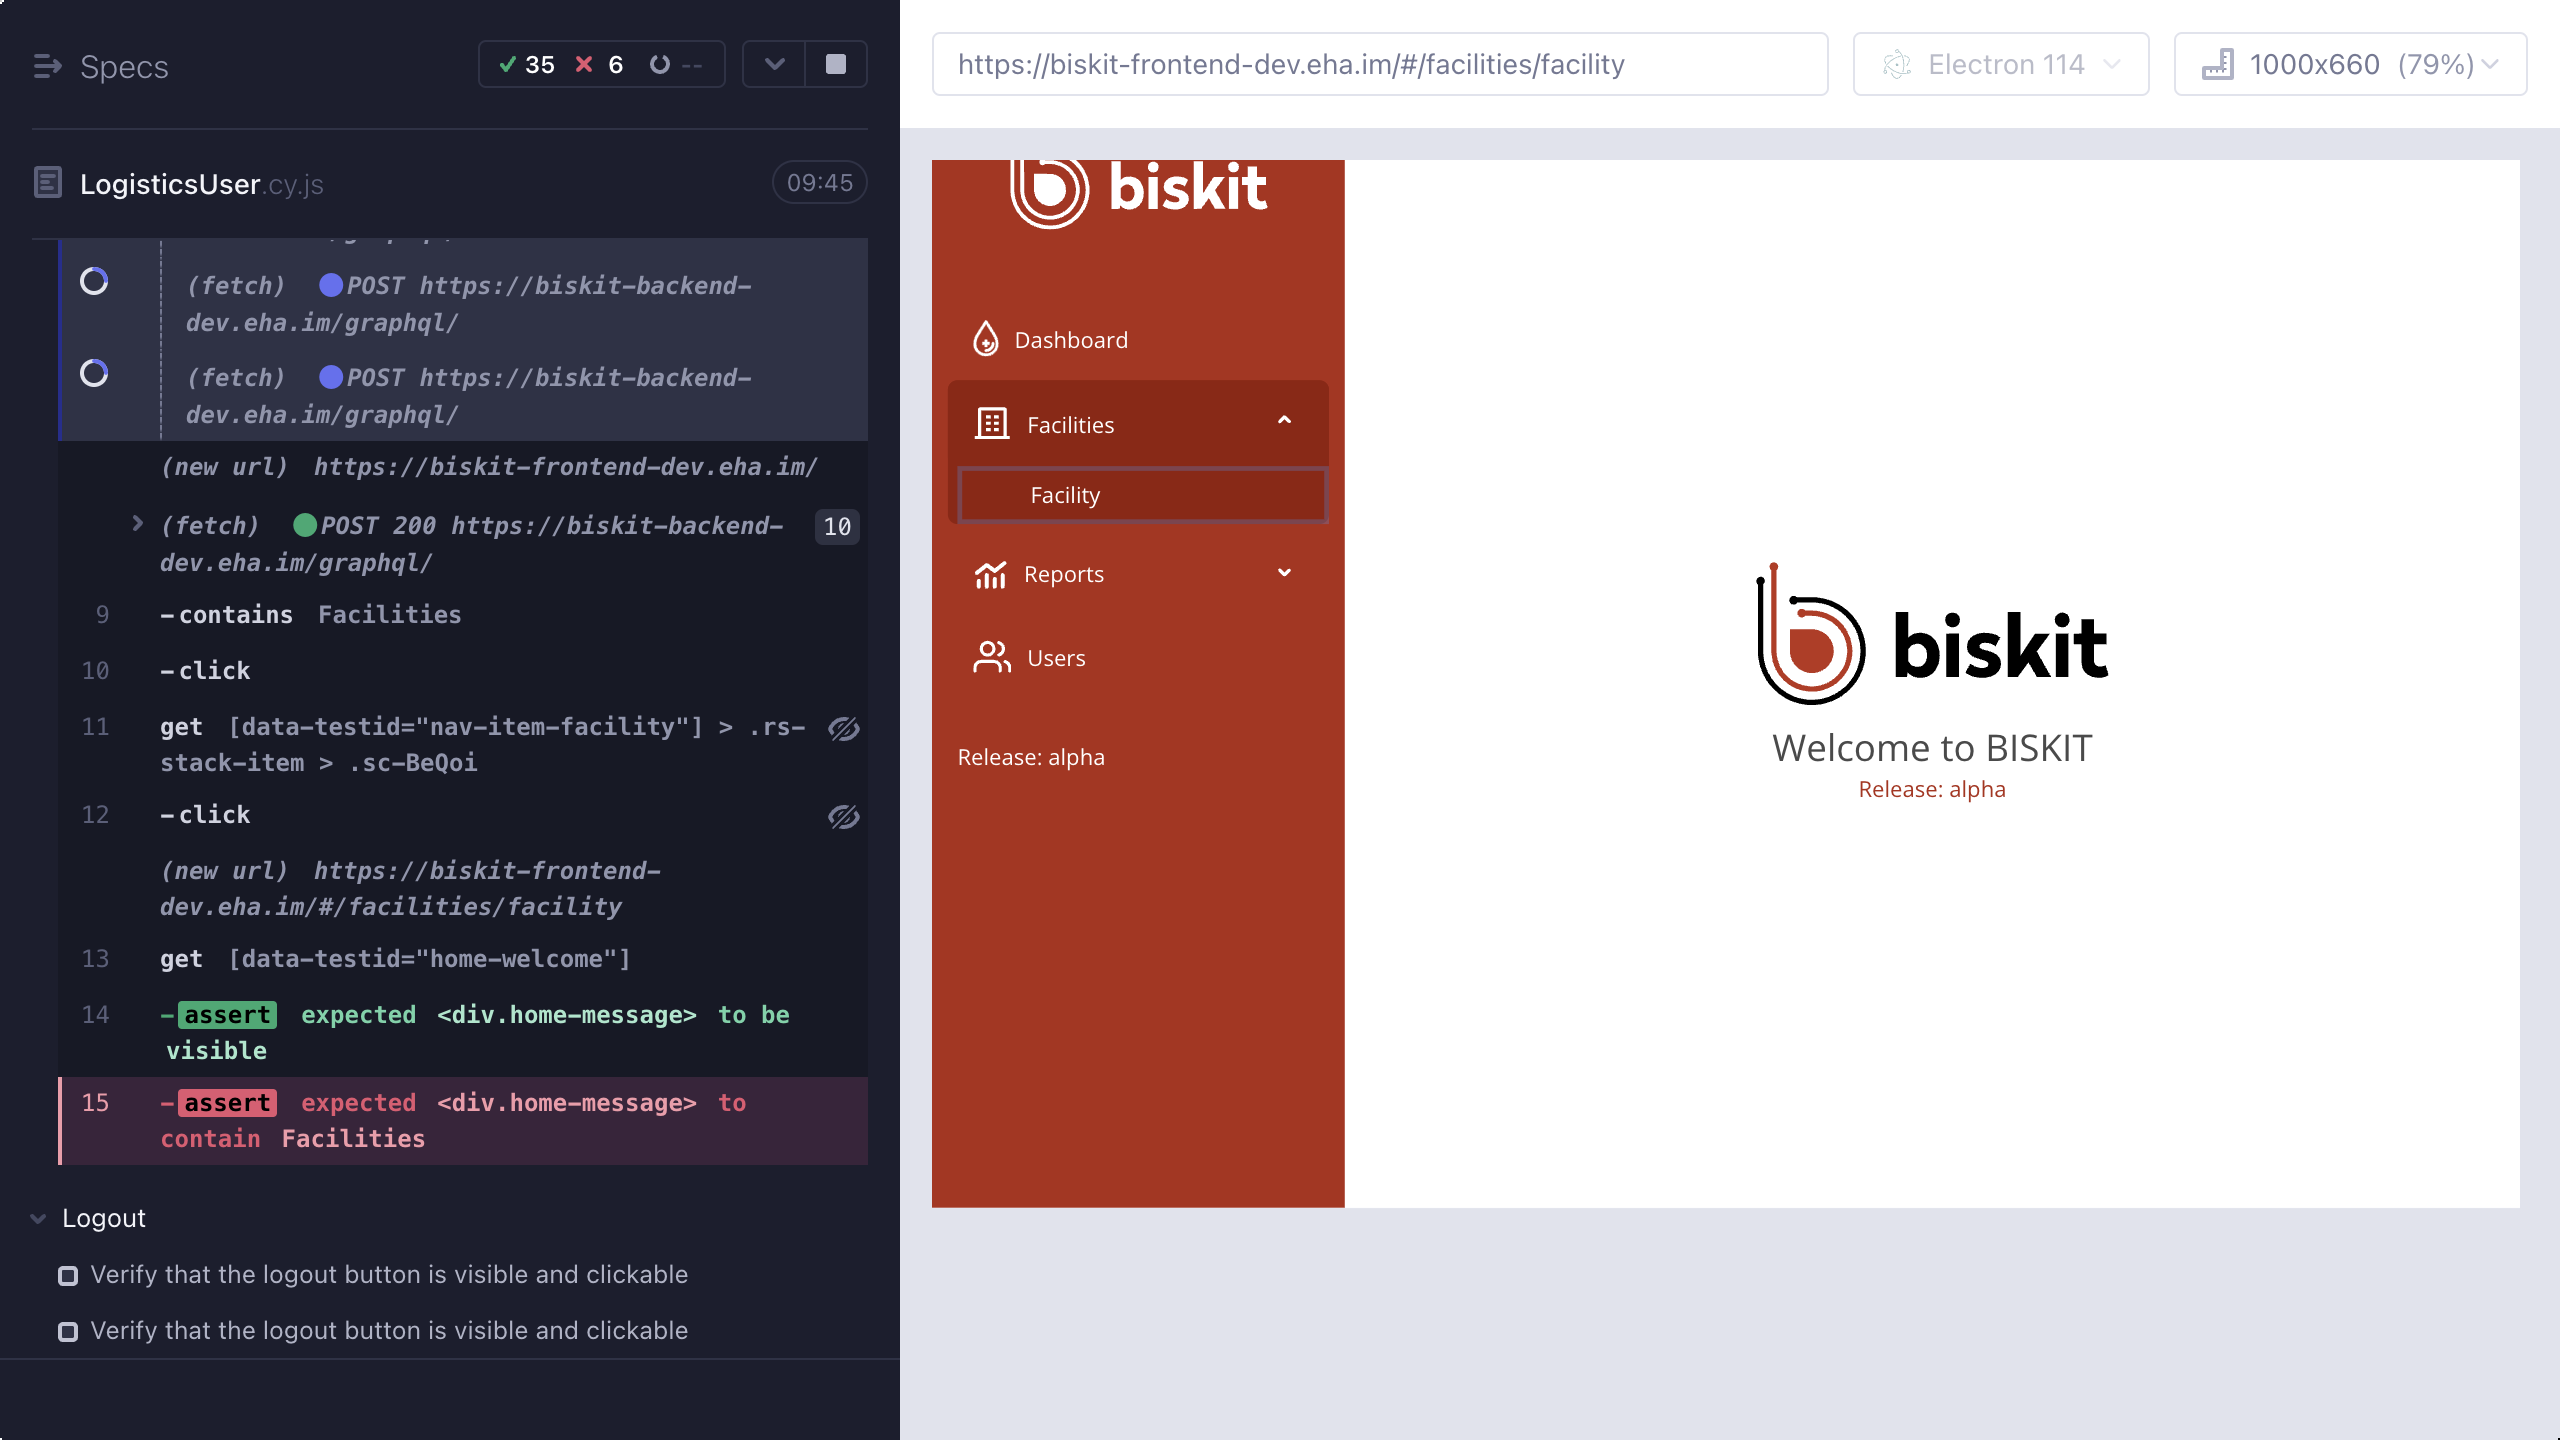 Specs
35 6 --
LogisticsUser.cy.js
09:45
(fetch) POST https://biskit-backend-
dev.eha.im/graphql/
(fetch) POST https://biskit-backend-
dev.eha.im/graphql/
(new url) https://biskit-frontend-dev.eha.im/
(fetch) POST 200 https://biskit-backend- 10
dev.eha.im/graphql/
9 -contains Facilities
10 -click
11 get [data-testid="nav-item-facility"] > .rs-
stack-item > .sc-BeQoi
12 -click
(new url) https://biskit-frontend-
dev.eha.im/#/facilities/facility
13 get [data-testid="home-welcome"]
14 -assert expected <div.home-message> to be
visible
15 -assert expected <div.home-message> to
contain Facilities
Logout
Verify that the logout button is visible and clickable
Verify that the logout button is visible and clickable
https://biskit-frontend-dev.eha.im/#/facilities/facility
Electron 114
1000x660 (79%)
biskit
Dashboard
Facilities
Facility
Reports
Users
Release: alpha
biskit
Welcome to BISKIT
Release: alpha